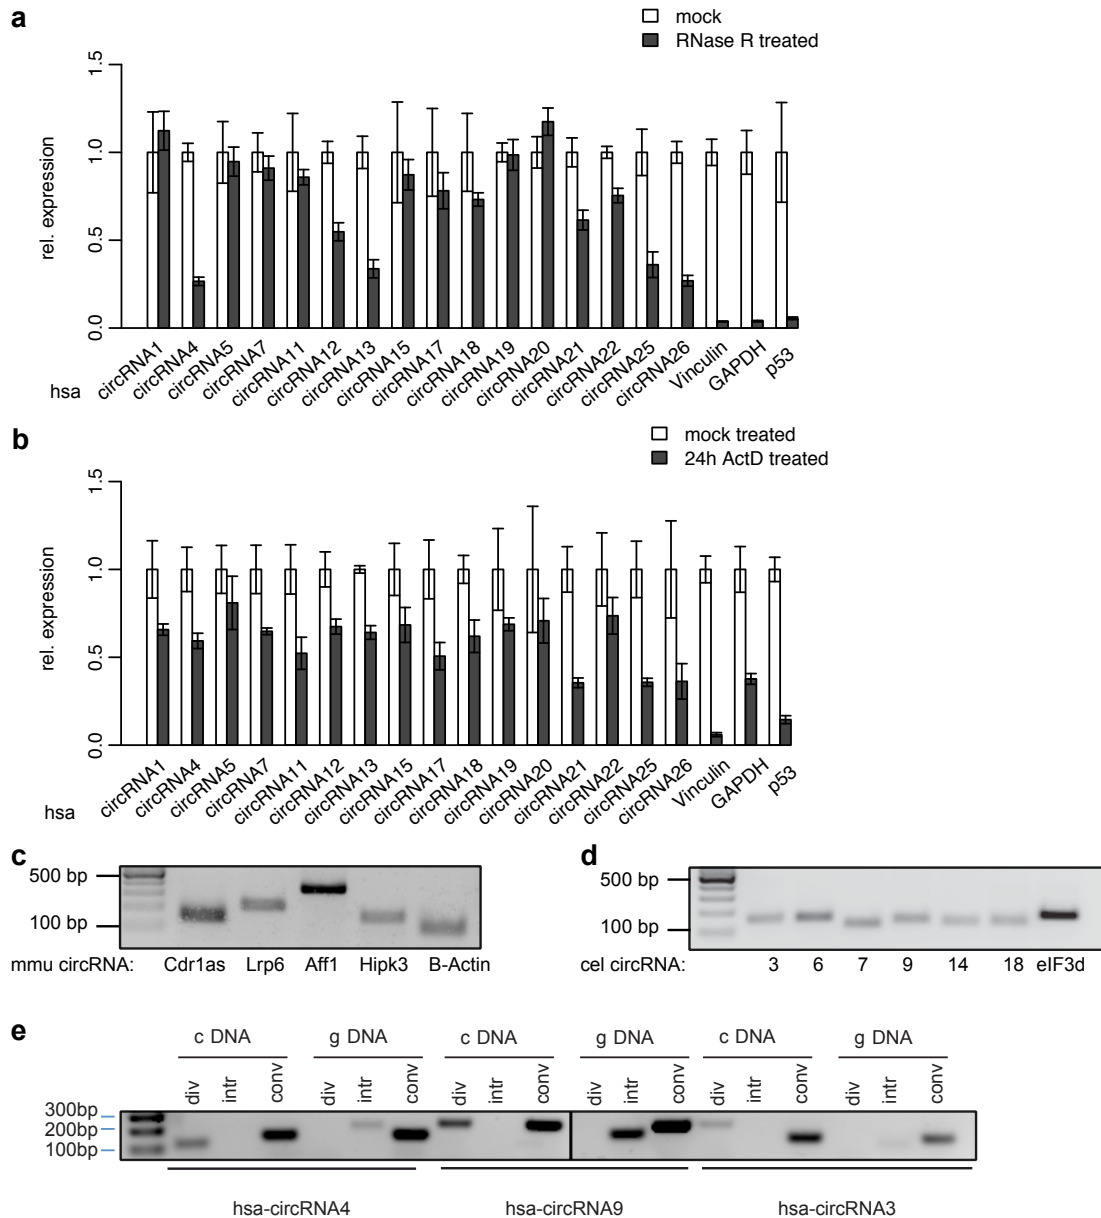 a
mock
RNase R treated
1.5
1.0
0.5
0.0
rel. expression
hsa
circRNA1
circRNA4
circRNA5
circRNA7
circRNA11
circRNA12
circRNA13
circRNA15
circRNA17
circRNA18
circRNA19
circRNA20
circRNA21
circRNA22
circRNA25
circRNA26
Vinculin
GAPDH
p53
b
mock treated
24h ActD treated
1.5
1.0
0.5
0.0
rel. expression
hsa
circRNA1
circRNA4
circRNA5
circRNA7
circRNA11
circRNA12
circRNA13
circRNA15
circRNA17
circRNA18
circRNA19
circRNA20
circRNA21
circRNA22
circRNA25
circRNA26
Vinculin
GAPDH
p53
c
500 bp
100 bp
mmu circRNA: Cdr1as Lrp6 Aff1 Hipk3 B-Actin
d
500 bp
100 bp
cel circRNA: 3 6 7 9 14 18 eIF3d
e
c DNA g DNA c DNA g DNA c DNA g DNA
div intr conv div intr conv div intr conv div intr conv div intr conv div intr conv
300bp
200bp
100bp
hsa-circRNA4 hsa-circRNA9 hsa-circRNA3